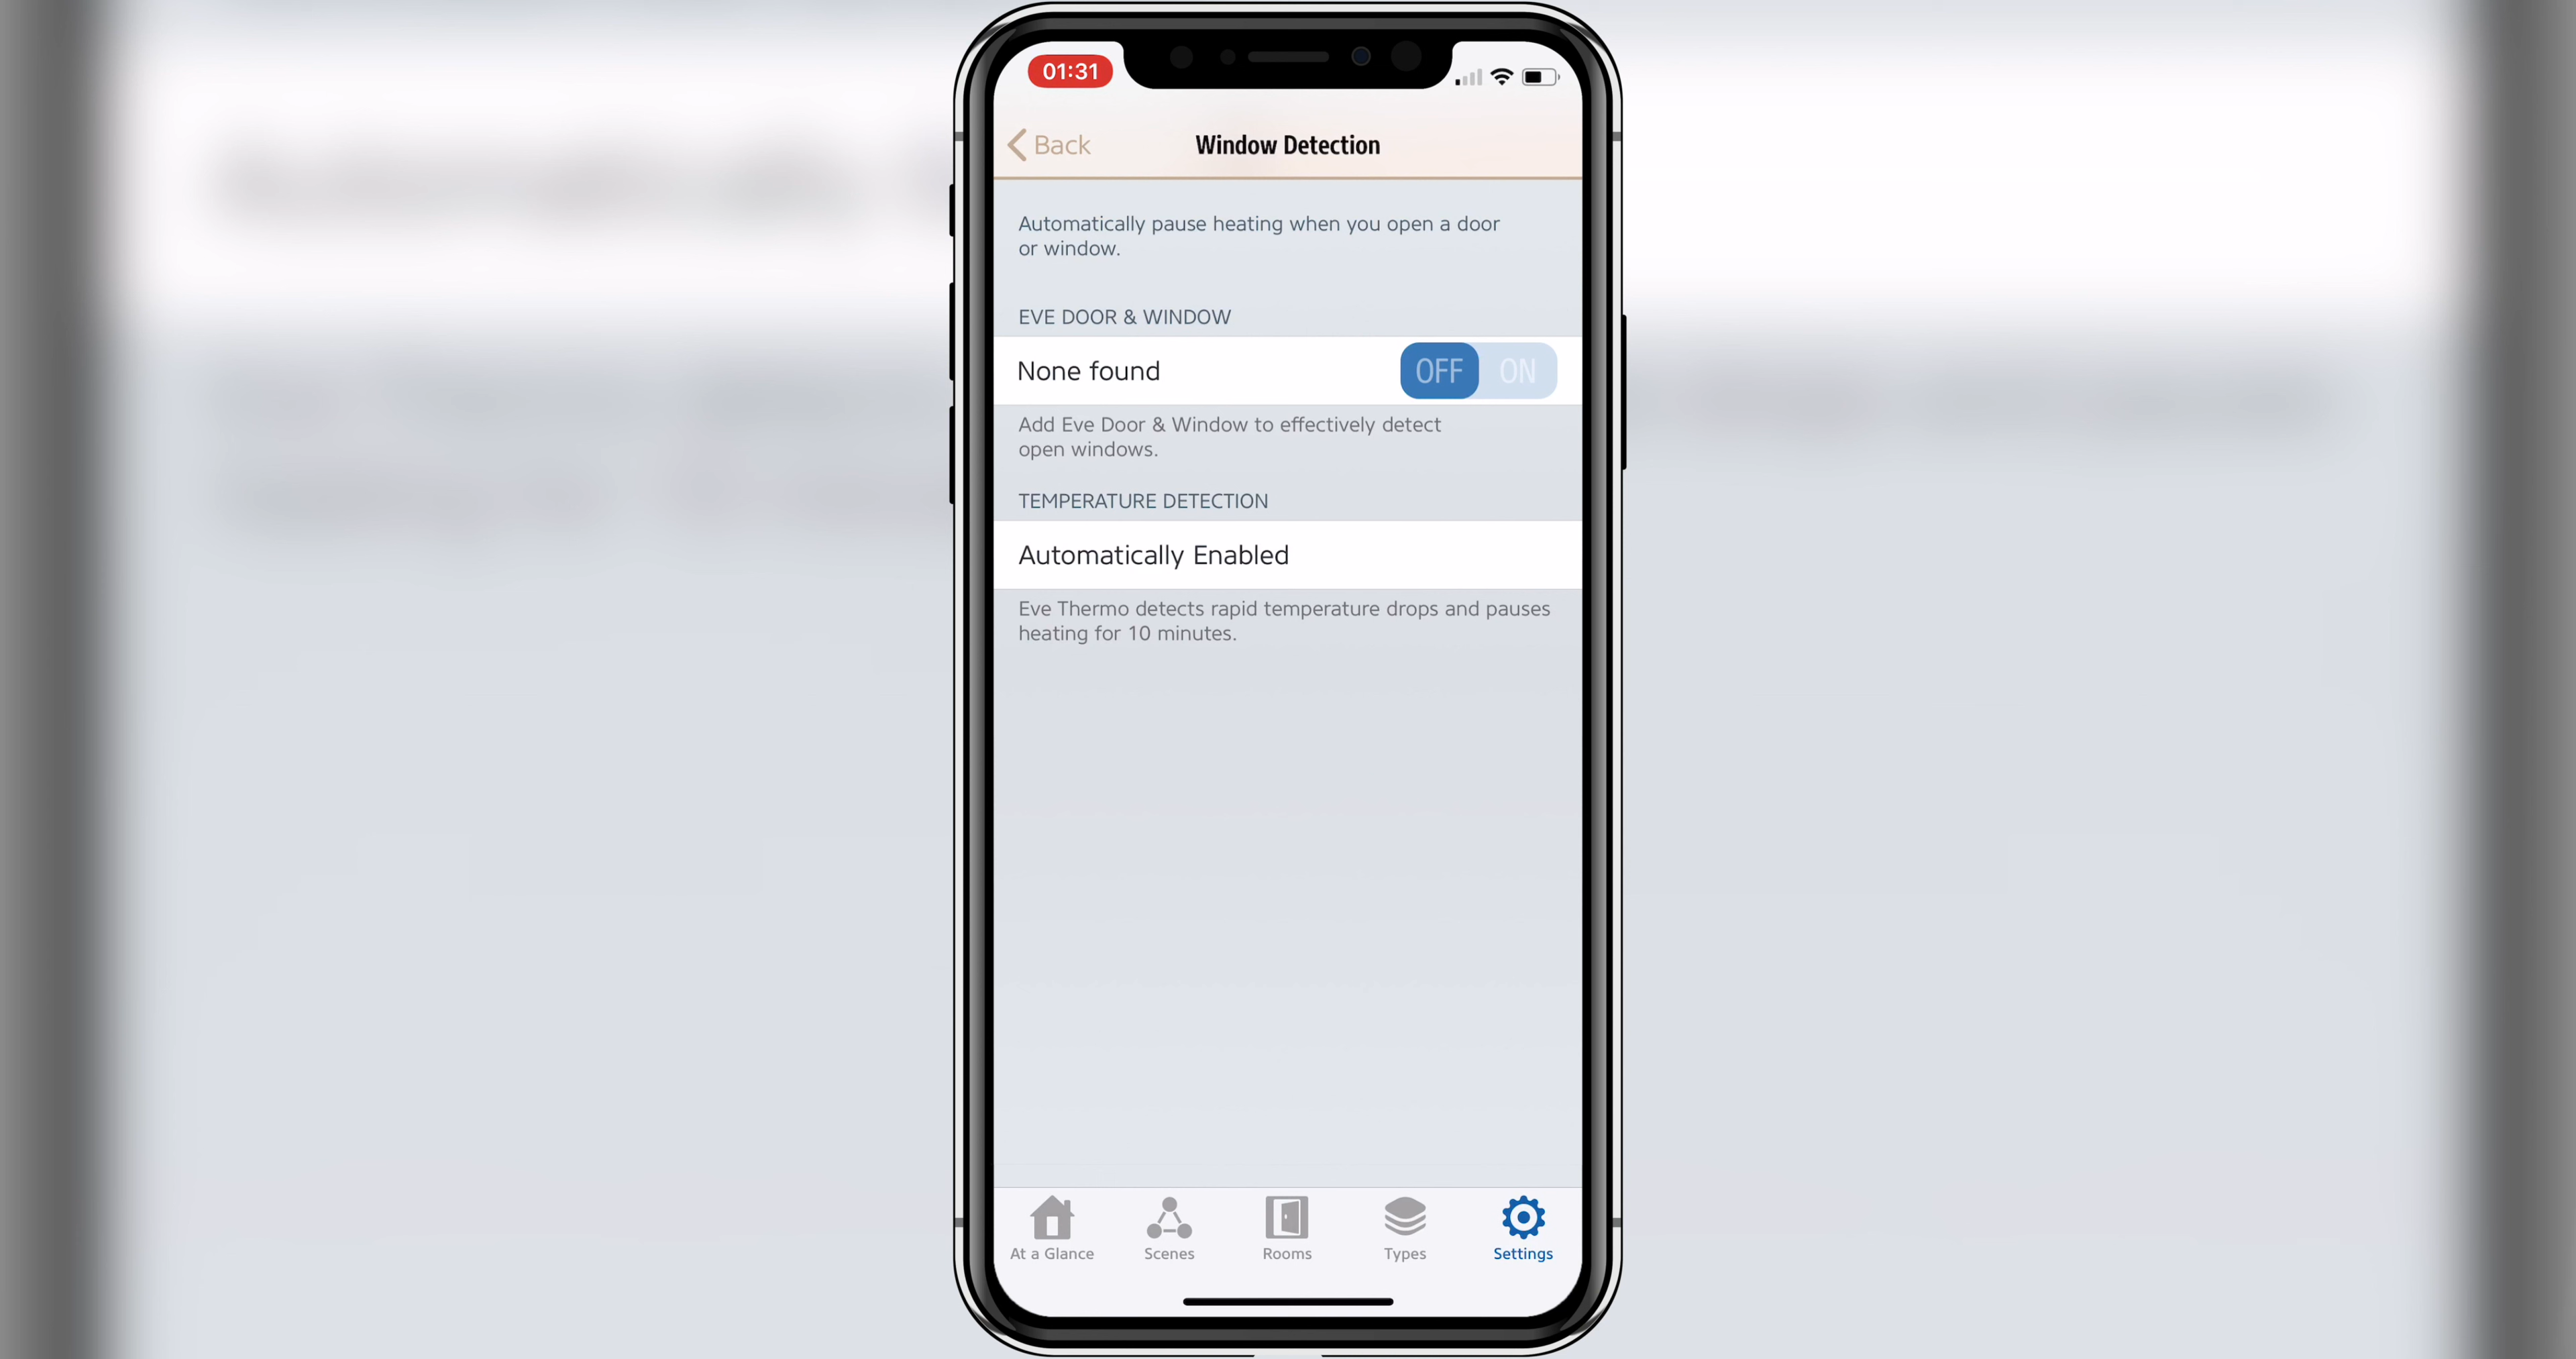 01:31
Back
Window Detection
Automatically pause heating when you open a door
or window.
EVE DOOR & WINDOW
None found
OFF ON
Add Eve Door & Window to effectively detect
open windows.
TEMPERATURE DETECTION
Automatically Enabled
Eve Thermo detects rapid temperature drops and pauses
heating for 10 minutes.
At a Glance
Scenes
Rooms
Types
Settings